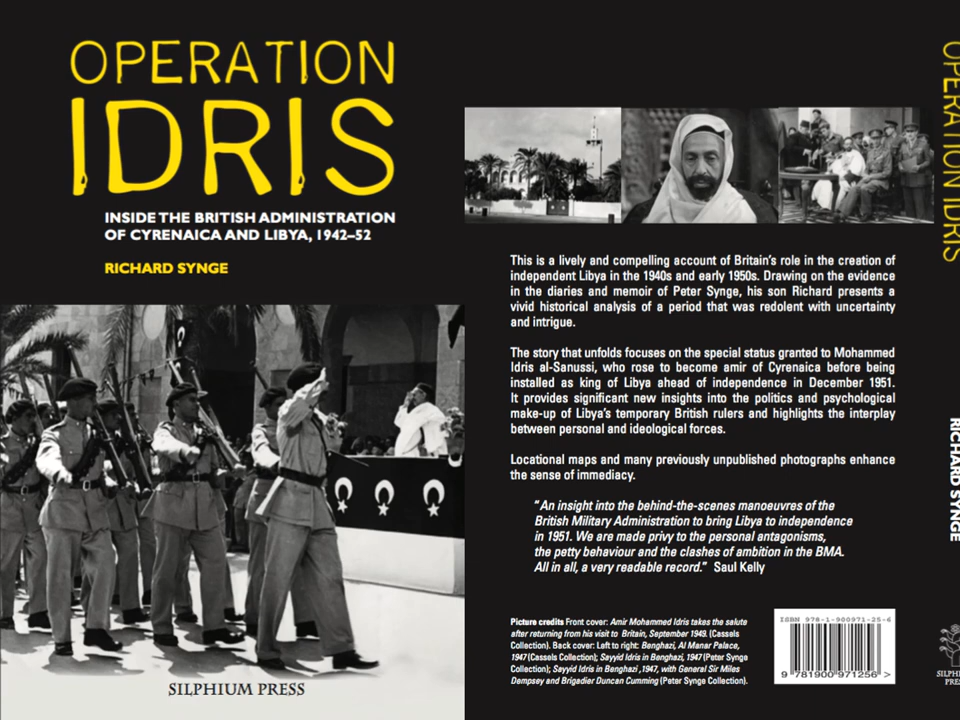 OPERATION
IDRIS
INSIDE THE BRITISH ADMINISTRATION
OF CYRENAICA AND LIBYA, 1942–52
RICHARD SYNGE
SILPHIUM PRESS
This is a lively and compelling account of Britain's role in the creation of
independent Libya in the 1940s and early 1950s. Drawing on the evidence
in the diaries and memoir of Peter Synge, his son Richard presents a
vivid historical analysis of a period that was redolent with uncertainty
and intrigue.
The story that unfolds focuses on the special status granted to Mohammed
Idris al-Sanussi, who rose to become amir of Cyrenaica before being
installed as king of Libya ahead of independence in December 1951.
It provides significant new insights into the politics and psychological
make-up of Libya's temporary British rulers and highlights the interplay
between personal and ideological forces.
Locational maps and many previously unpublished photographs enhance
the sense of immediacy.
"An insight into the behind-the-scenes manoeuvres of the
British Military Administration to bring Libya to independence
in 1951. We are made privy to the personal antagonisms,
the petty behaviour and the clashes of ambition in the BMA.
All in all, a very readable record." Saul Kelly
Picture credits Front cover: Amir Mohammed Idris takes the salute
after returning from his visit to Britain, September 1949. (Cassels
Collection). Back cover: Left to right: Benghazi, Al Manar Palace,
1947 (Cassels Collection); Sayyid Idris in Benghazi, 1947 (Peter Synge
Collection); Sayyid Idris in Benghazi ,1947, with General Sir Miles
Dempsey and Brigadier Duncan Cumming (Peter Synge Collection).
ISBN 978-1-900971-25-6
9 781900 971256 >
OPERATION IDRIS
RICHARD SYNGE